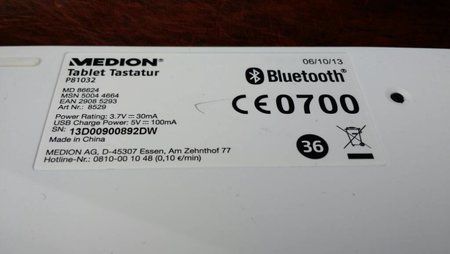 MEDION®
Tablet Tastatur
P81032
MD 86624
MSN 5004 4664
EAN 2908 5293
Art-Nr.: 8529
Power Rating: 3.7V ⎓ 30mA
USB Charge Power: 5V ⎓ 100mA
SN: 13D00900892DW
Made in China
MEDION AG, D-45307 Essen, Am Zehnthof 77
Hotline-Nr.: 0810-00 10 48 (0,10 €/min)
06/10/13
Bluetooth®
CE0700
36